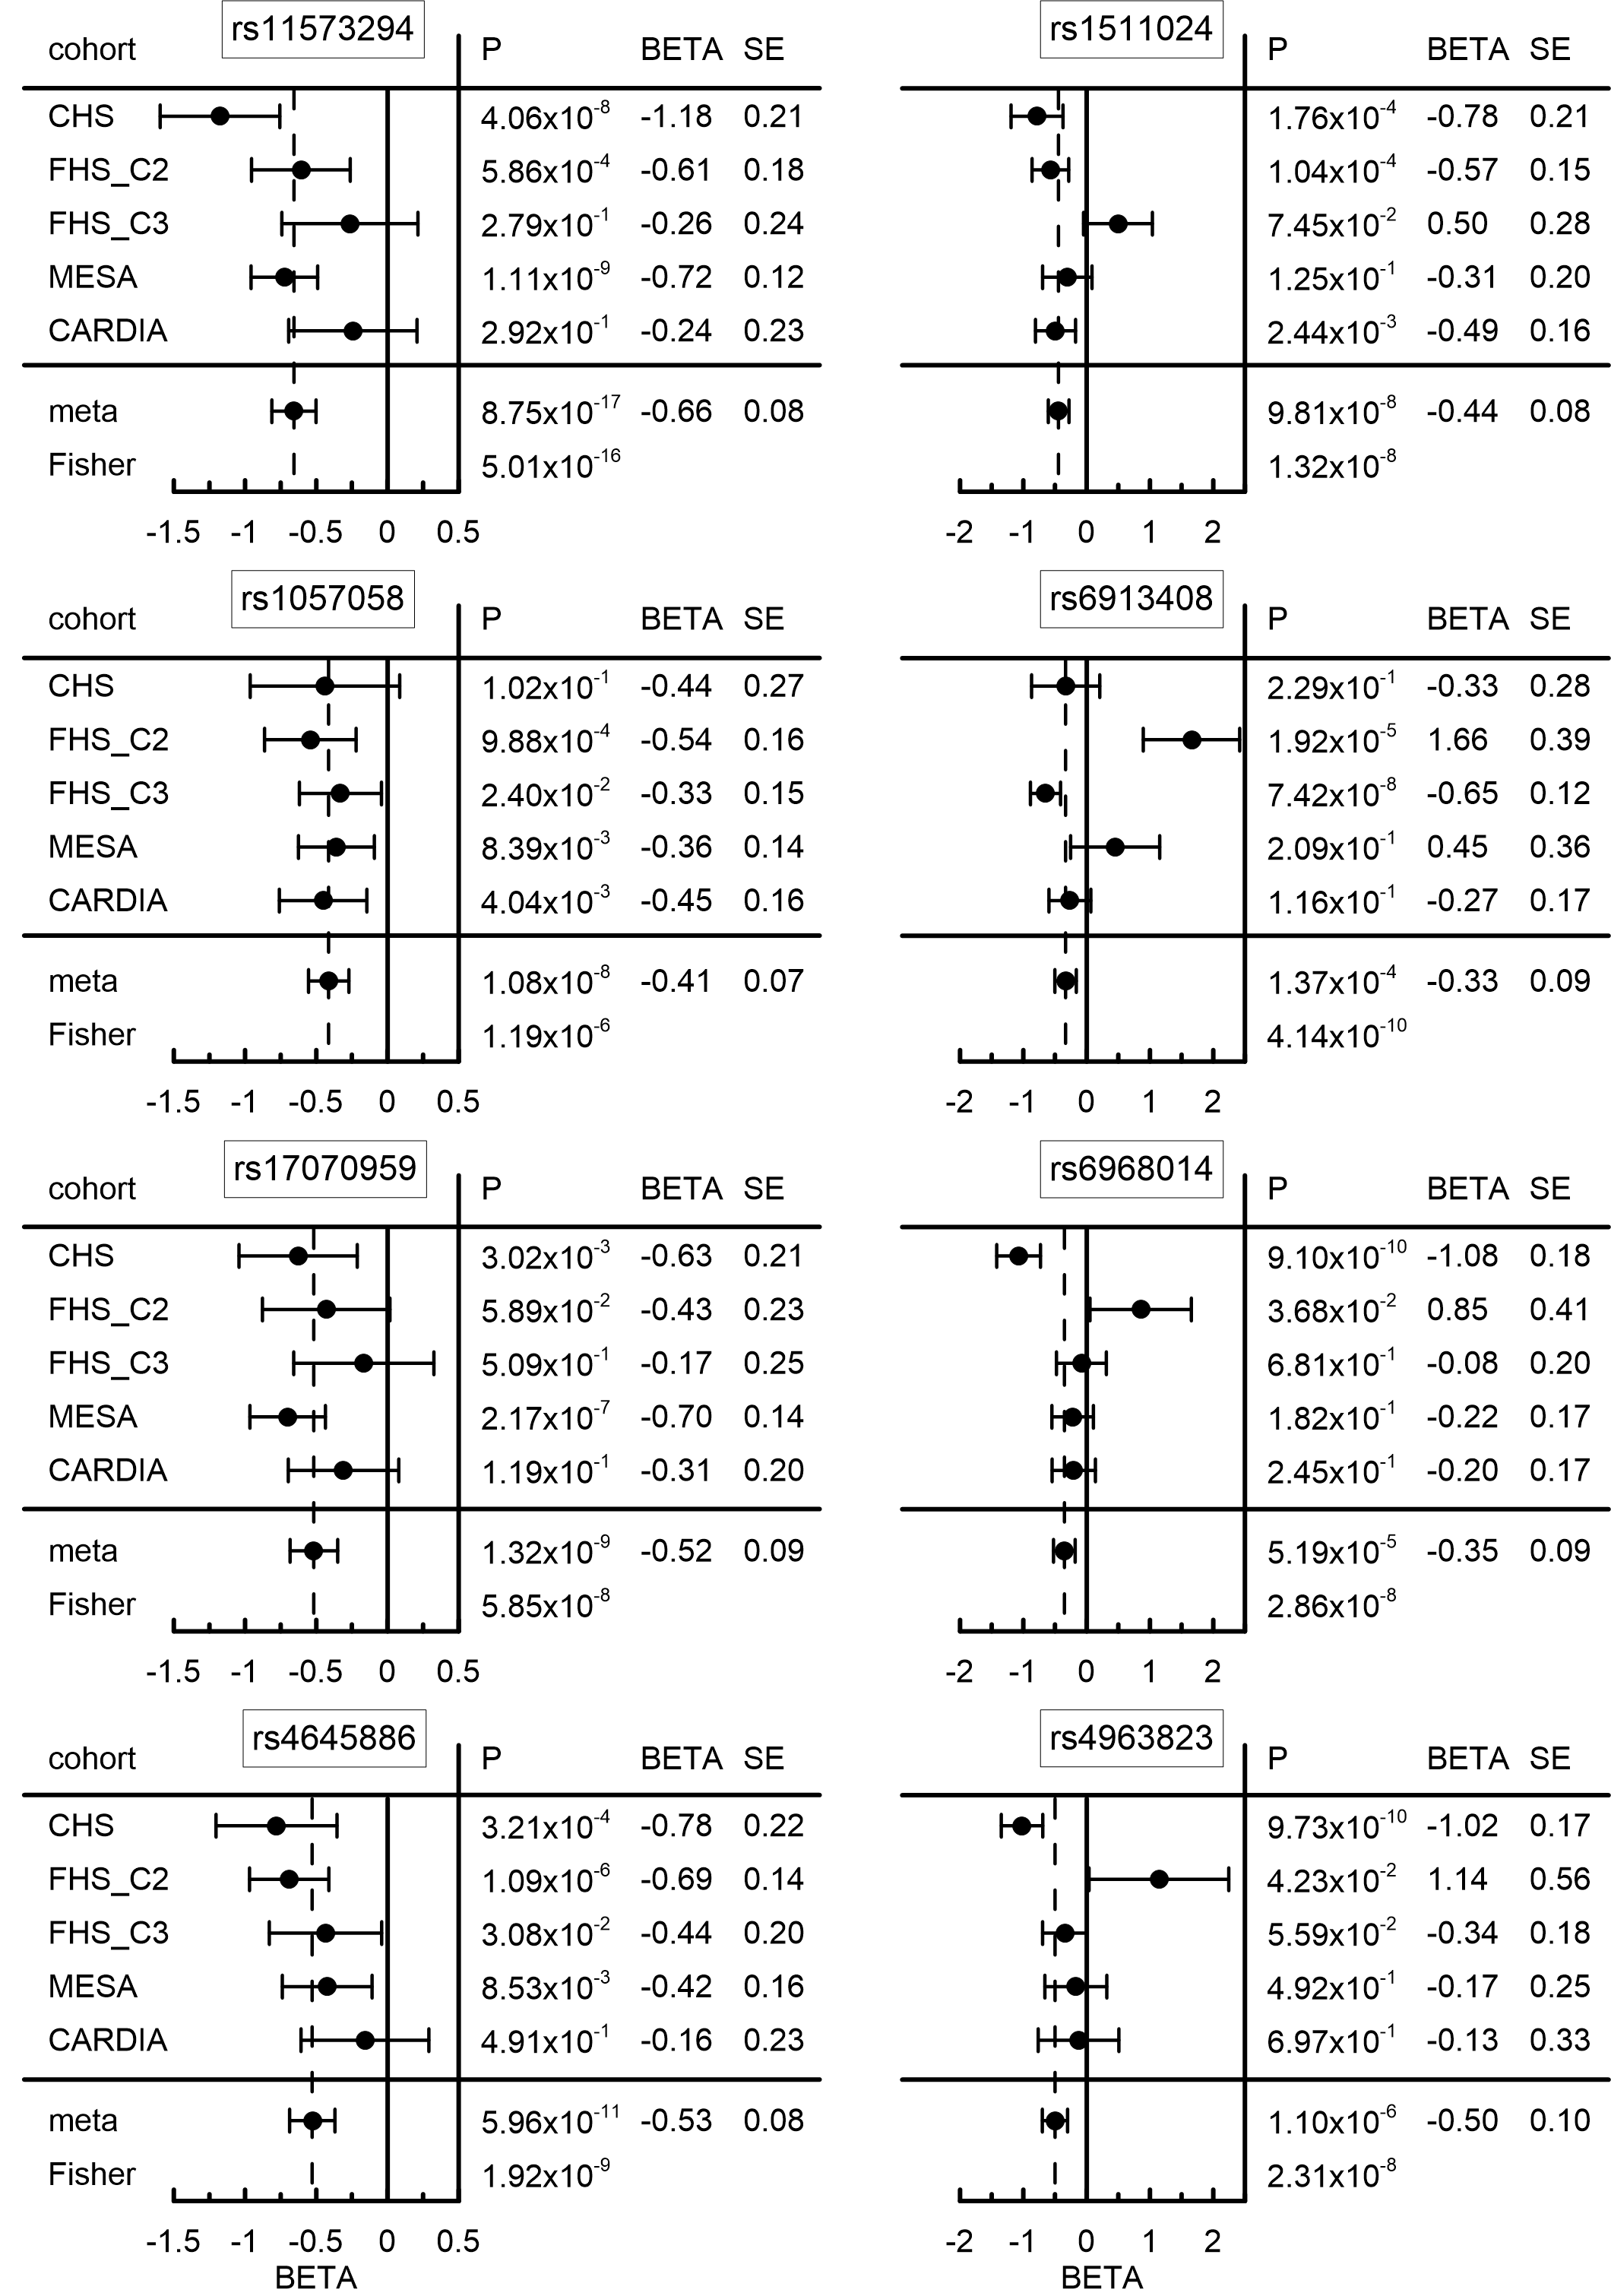 cohort rs11573294 P BETA SE
CHS 4.06x10^-8 -1.18 0.21
FHS_C2 5.86x10^-4 -0.61 0.18
FHS_C3 2.79x10^-1 -0.26 0.24
MESA 1.11x10^-9 -0.72 0.12
CARDIA 2.92x10^-1 -0.24 0.23
meta 8.75x10^-17 -0.66 0.08
Fisher 5.01x10^-16
-1.5 -1 -0.5 0 0.5
rs1511024 P BETA SE
1.76x10^-4 -0.78 0.21
1.04x10^-4 -0.57 0.15
7.45x10^-2 0.50 0.28
1.25x10^-1 -0.31 0.20
2.44x10^-3 -0.49 0.16
9.81x10^-8 -0.44 0.08
1.32x10^-8
-2 -1 0 1 2
cohort rs1057058 P BETA SE
CHS 1.02x10^-1 -0.44 0.27
FHS_C2 9.88x10^-4 -0.54 0.16
FHS_C3 2.40x10^-2 -0.33 0.15
MESA 8.39x10^-3 -0.36 0.14
CARDIA 4.04x10^-3 -0.45 0.16
meta 1.08x10^-8 -0.41 0.07
Fisher 1.19x10^-6
-1.5 -1 -0.5 0 0.5
rs6913408 P BETA SE
2.29x10^-1 -0.33 0.28
1.92x10^-5 1.66 0.39
7.42x10^-8 -0.65 0.12
2.09x10^-1 0.45 0.36
1.16x10^-1 -0.27 0.17
1.37x10^-4 -0.33 0.09
4.14x10^-10
-2 -1 0 1 2
cohort rs17070959 P BETA SE
CHS 3.02x10^-3 -0.63 0.21
FHS_C2 5.89x10^-2 -0.43 0.23
FHS_C3 5.09x10^-1 -0.17 0.25
MESA 2.17x10^-7 -0.70 0.14
CARDIA 1.19x10^-1 -0.31 0.20
meta 1.32x10^-9 -0.52 0.09
Fisher 5.85x10^-8
-1.5 -1 -0.5 0 0.5
rs6968014 P BETA SE
9.10x10^-10 -1.08 0.18
3.68x10^-2 0.85 0.41
6.81x10^-1 -0.08 0.20
1.82x10^-1 -0.22 0.17
2.45x10^-1 -0.20 0.17
5.19x10^-5 -0.35 0.09
2.86x10^-8
-2 -1 0 1 2
cohort rs4645886 P BETA SE
CHS 3.21x10^-4 -0.78 0.22
FHS_C2 1.09x10^-6 -0.69 0.14
FHS_C3 3.08x10^-2 -0.44 0.20
MESA 8.53x10^-3 -0.42 0.16
CARDIA 4.91x10^-1 -0.16 0.23
meta 5.96x10^-11 -0.53 0.08
Fisher 1.92x10^-9
-1.5 -1 -0.5 0 0.5
BETA
rs4963823 P BETA SE
9.73x10^-10 -1.02 0.17
4.23x10^-2 1.14 0.56
5.59x10^-2 -0.34 0.18
4.92x10^-1 -0.17 0.25
6.97x10^-1 -0.13 0.33
1.10x10^-6 -0.50 0.10
2.31x10^-8
-2 -1 0 1 2
BETA